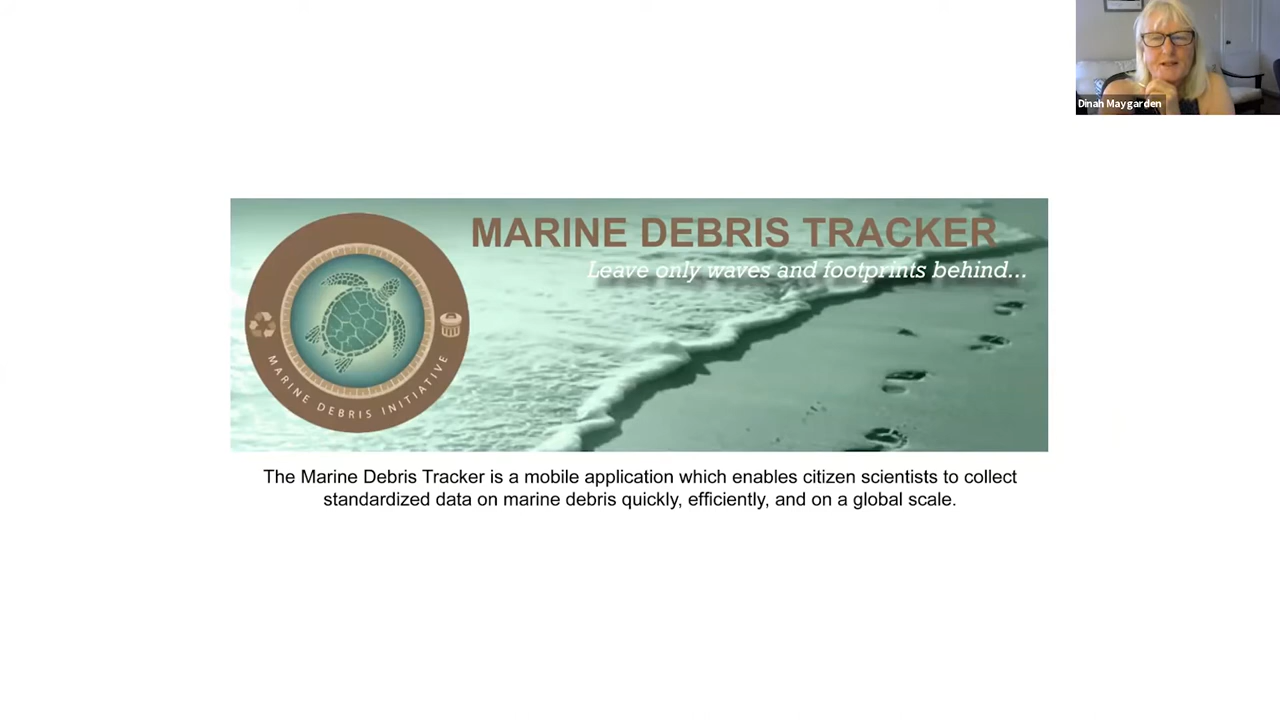 Dinah Maygarden
MARINE DEBRIS TRACKER
Leave only waves and footprints behind...
MARINE DEBRIS INITIATIVE
The Marine Debris Tracker is a mobile application which enables citizen scientists to collect
standardized data on marine debris quickly, efficiently, and on a global scale.